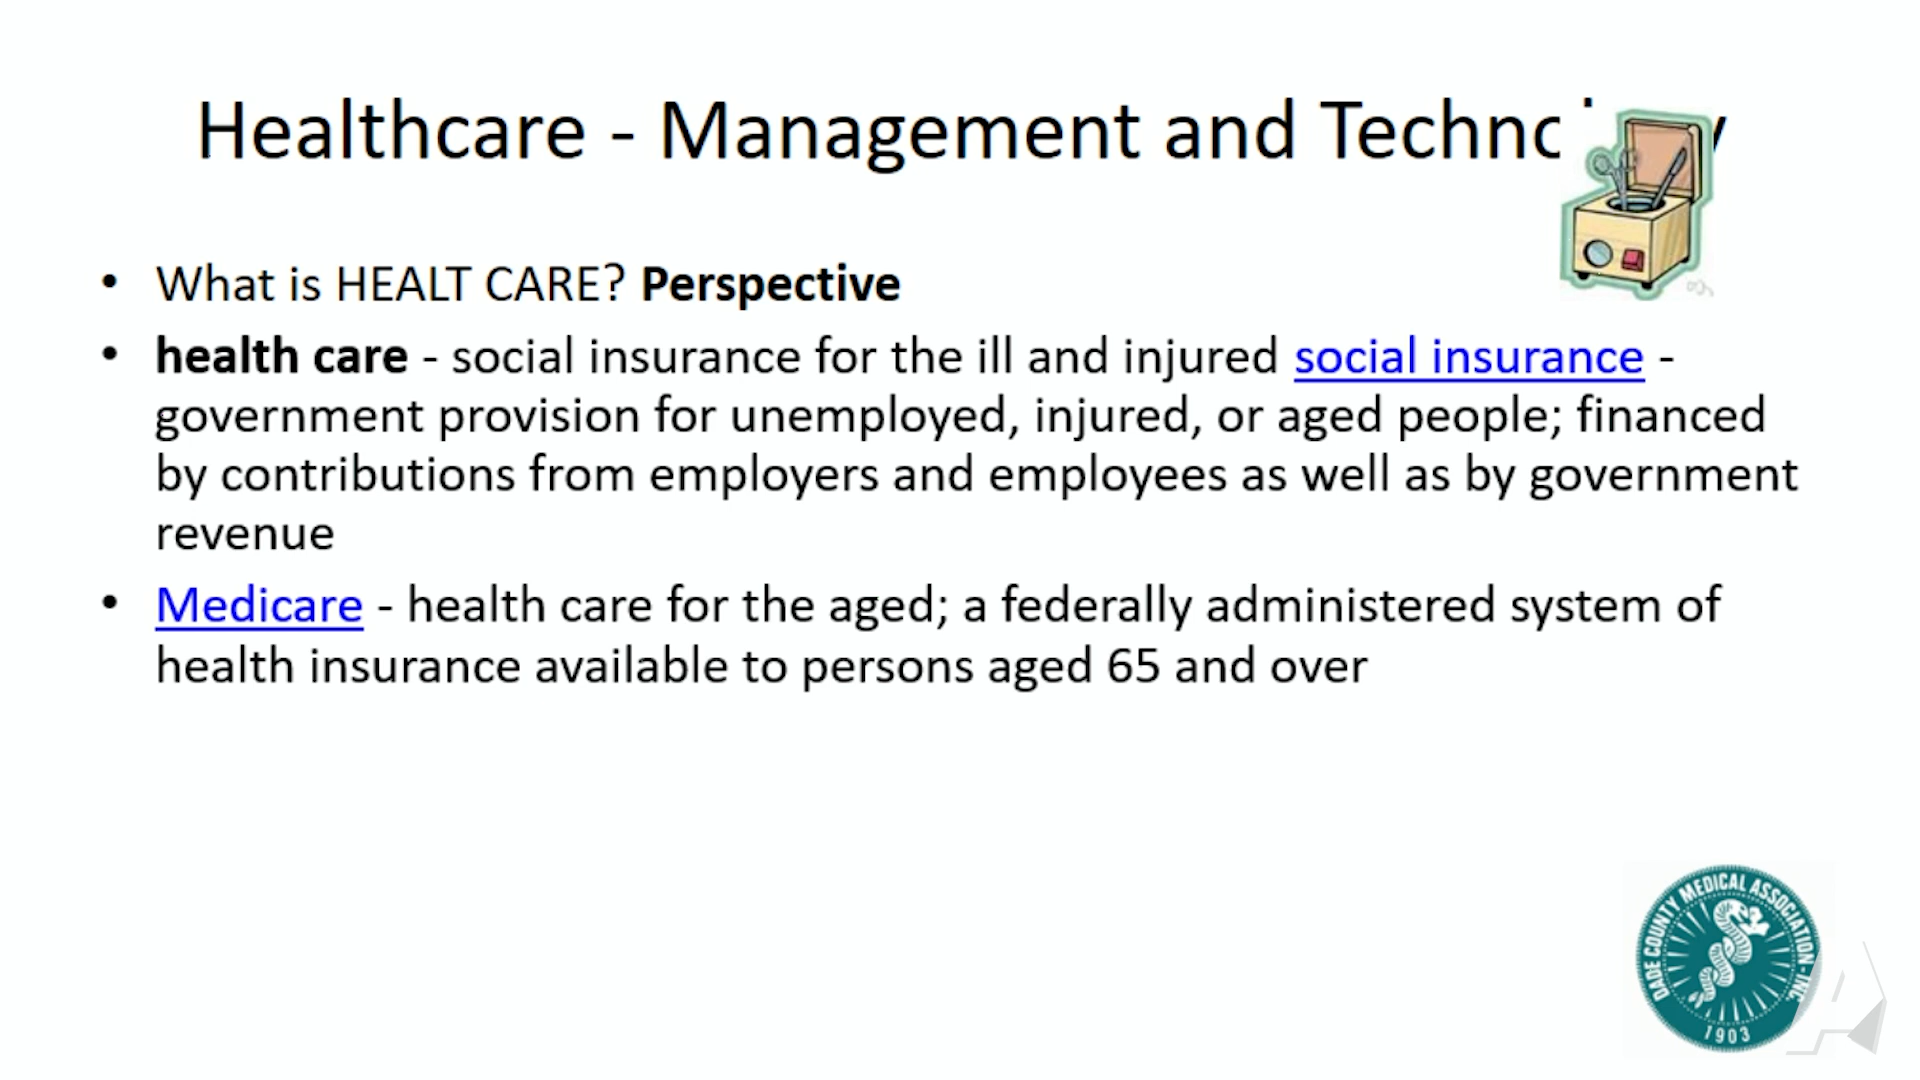 Healthcare - Management and Techno
• What is HEALT CARE? Perspective
• health care - social insurance for the ill and injured social insurance -
government provision for unemployed, injured, or aged people; financed
by contributions from employers and employees as well as by government
revenue
• Medicare - health care for the aged; a federally administered system of
health insurance available to persons aged 65 and over
DADE COUNTY MEDICAL ASSOCIATION - INC.
1903